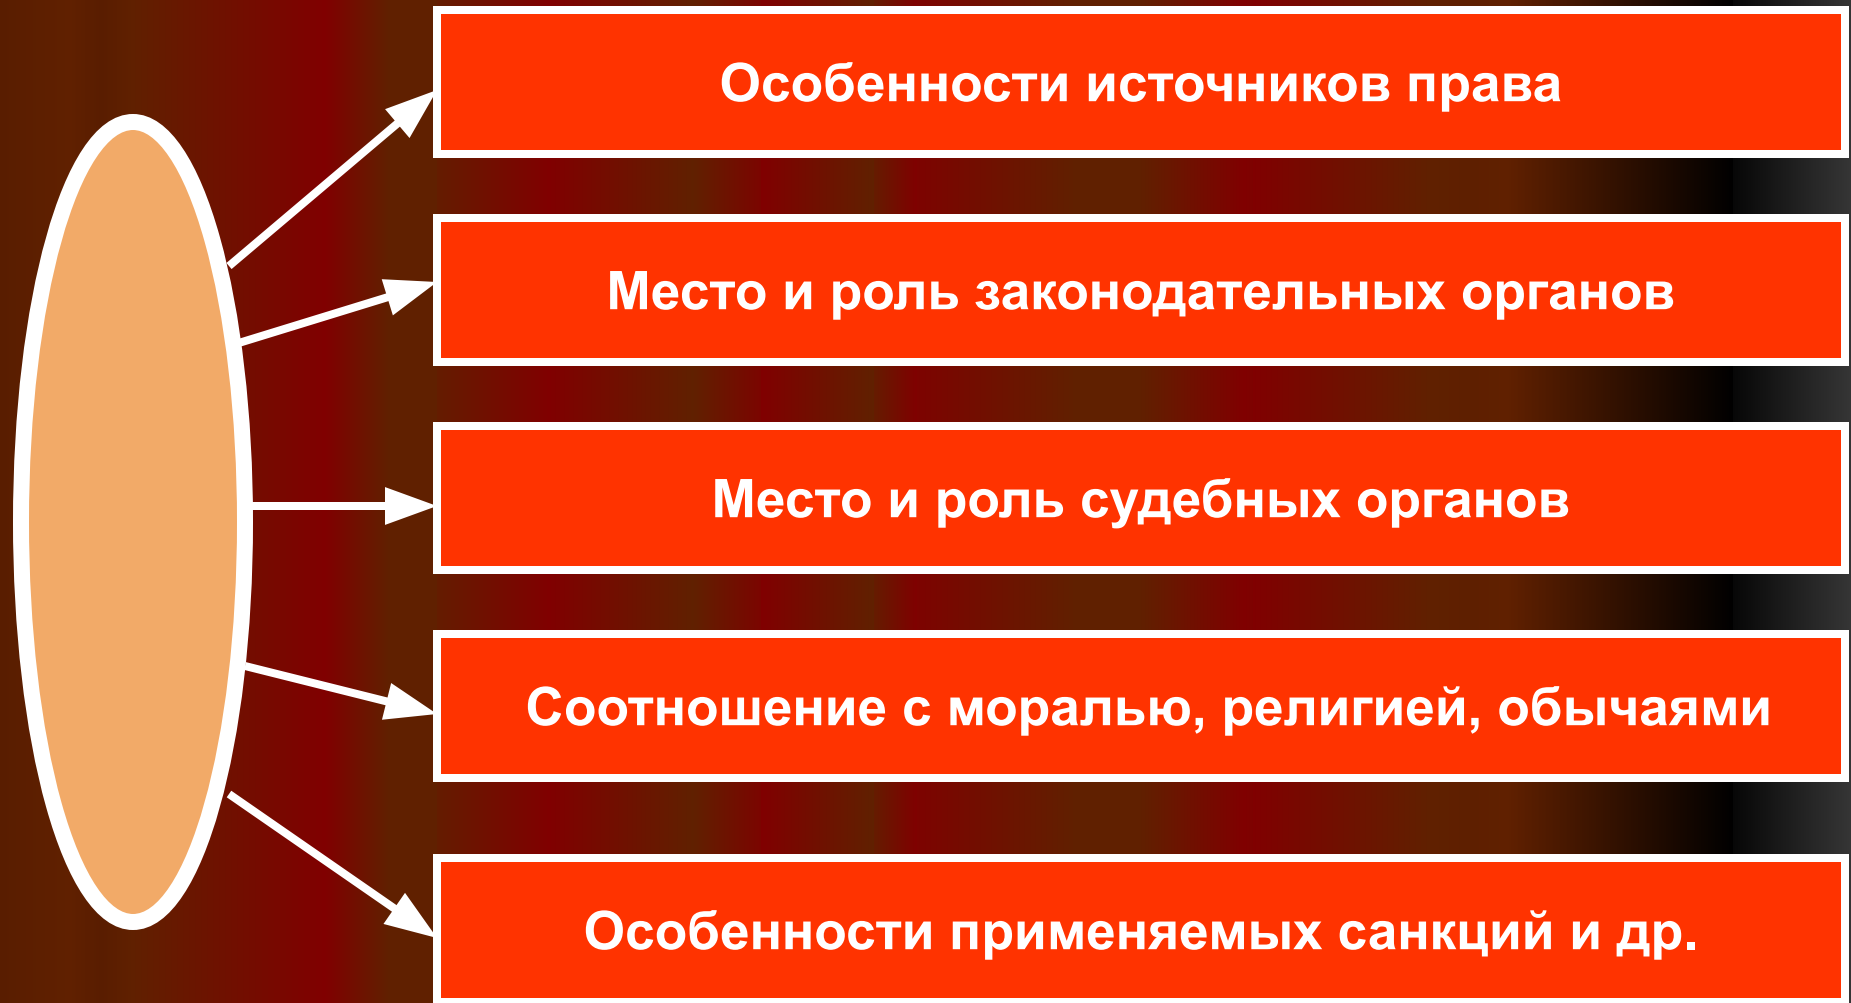 Особенности источников права
Место и роль законодательных органов
Место и роль судебных органов
Соотношение с моралью, религией, обычаями
Особенности применяемых санкций и др.